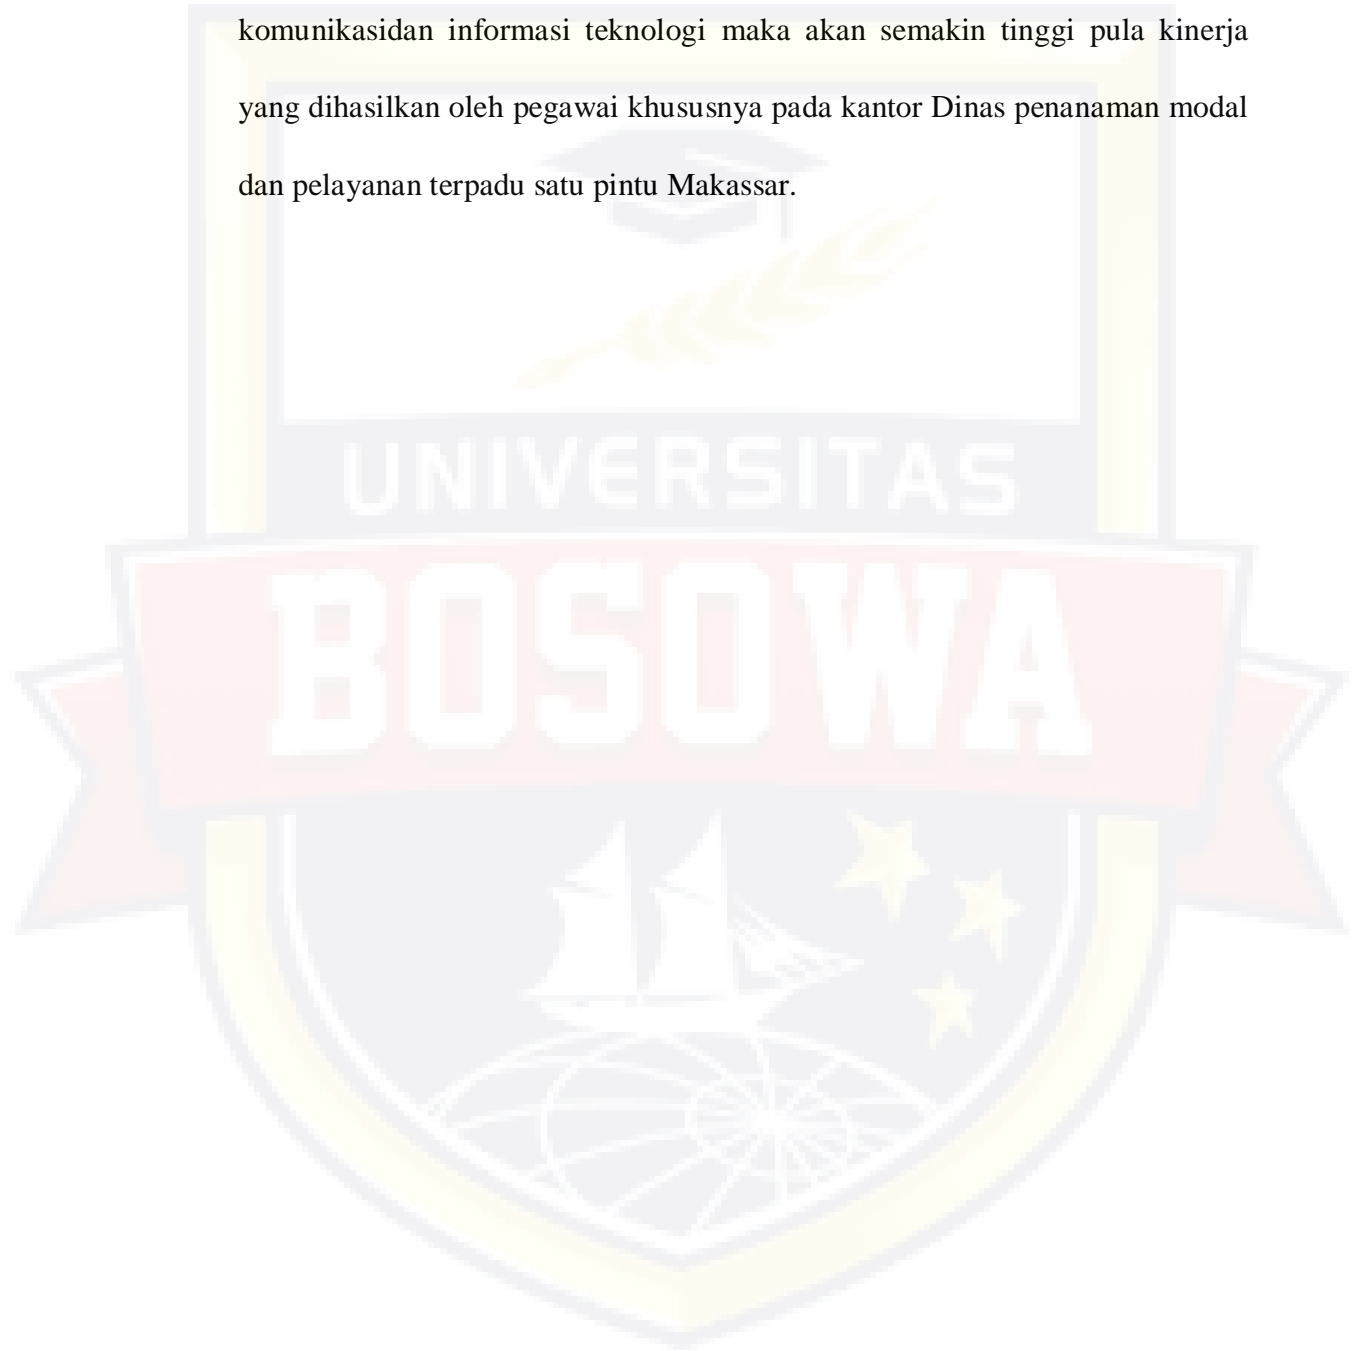 komunikasidan informasi teknologi maka akan semakin tinggi pula kinerja
yang dihasilkan oleh pegawai khususnya pada kantor Dinas penanaman modal
dan pelayanan terpadu satu pintu Makassar.
UNIVERSITAS
BOSOWA